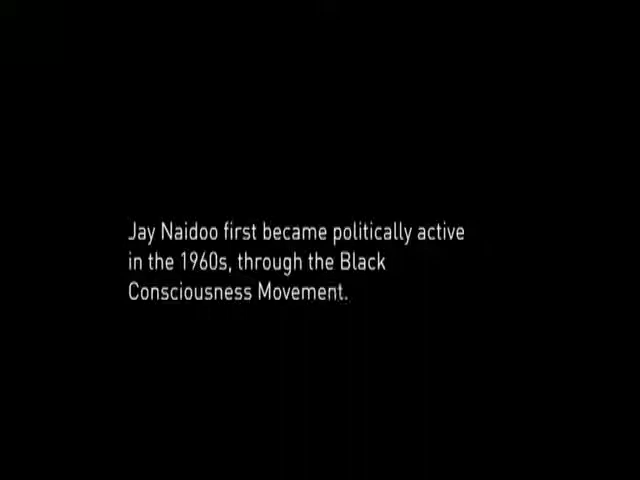 Jay Naidoo first became politically active
in the 1960s, through the Black
Consciousness Movement.